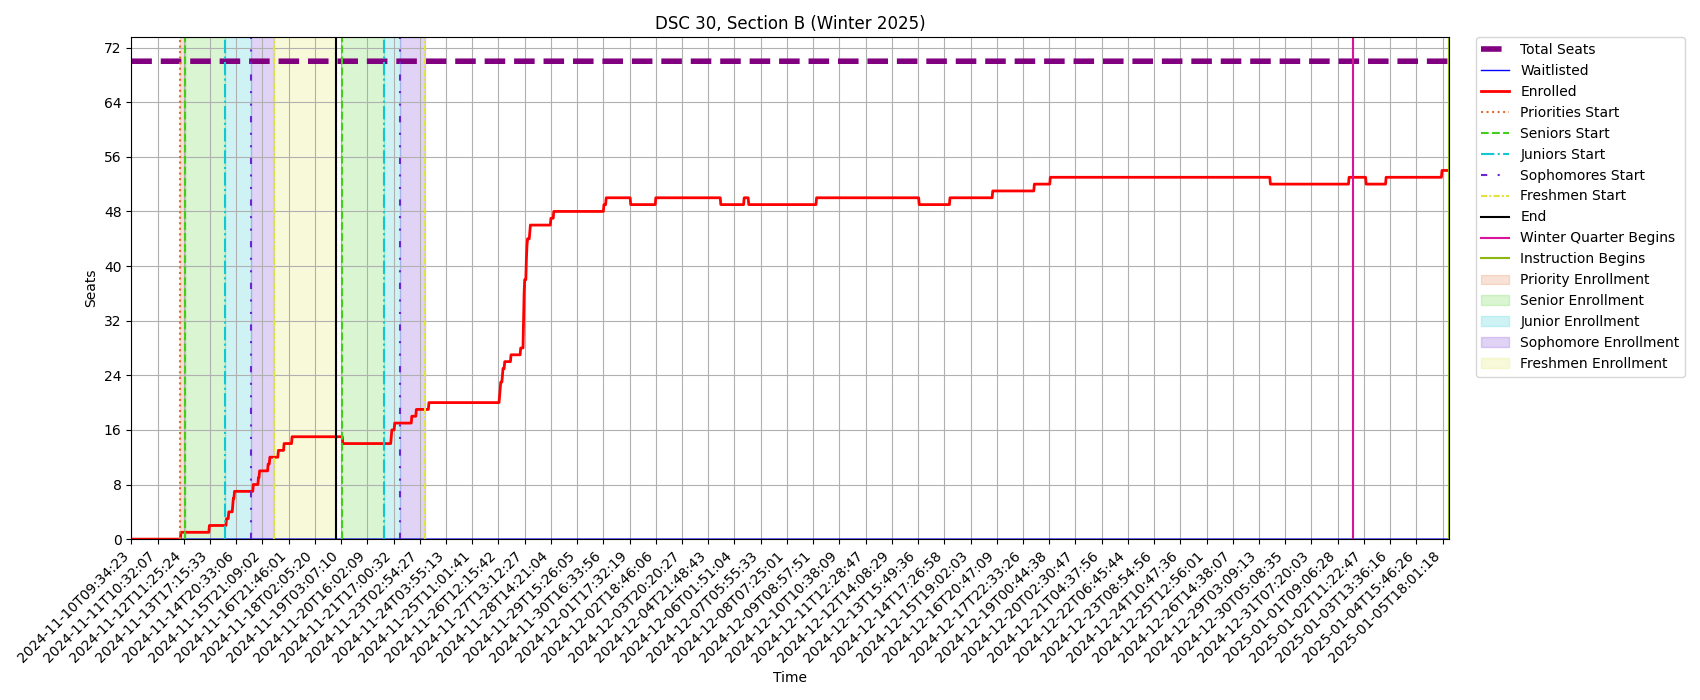 DSC 30, Section B (Winter 2025)
72
64
56
48
40
32
24
16
8
0
Seats
2024-11-10T09:34:23
2024-11-11T10:32:07
2024-11-12T11:25:24
2024-11-13T17:15:33
2024-11-14T20:33:06
2024-11-15T21:09:02
2024-11-16T21:46:01
2024-11-18T02:05:20
2024-11-19T03:07:10
2024-11-20T16:02:09
2024-11-21T17:00:32
2024-11-23T02:54:27
2024-11-24T03:55:13
2024-11-25T11:01:41
2024-11-26T12:15:42
2024-11-27T13:12:27
2024-11-28T14:21:04
2024-11-29T15:26:05
2024-11-30T16:33:56
2024-12-01T17:32:19
2024-12-02T18:46:06
2024-12-03T20:20:27
2024-12-04T21:48:43
2024-12-06T01:51:04
2024-12-07T05:55:33
2024-12-08T07:25:01
2024-12-09T08:57:51
2024-12-10T10:38:09
2024-12-11T12:28:47
2024-12-12T14:08:29
2024-12-13T15:49:36
2024-12-14T17:26:58
2024-12-15T19:02:03
2024-12-16T20:47:09
2024-12-17T22:33:26
2024-12-19T00:44:38
2024-12-20T02:30:47
2024-12-21T04:37:56
2024-12-22T06:45:44
2024-12-23T08:54:56
2024-12-24T10:47:36
2024-12-25T12:56:01
2024-12-26T14:38:07
2024-12-29T03:09:13
2024-12-30T05:08:35
2024-12-31T07:20:03
2025-01-01T09:06:28
2025-01-02T11:22:47
2025-01-03T13:36:16
2025-01-04T15:46:26
2025-01-05T18:01:18
Time
Total Seats
Waitlisted
Enrolled
Priorities Start
Seniors Start
Juniors Start
Sophomores Start
Freshmen Start
End
Winter Quarter Begins
Instruction Begins
Priority Enrollment
Senior Enrollment
Junior Enrollment
Sophomore Enrollment
Freshmen Enrollment